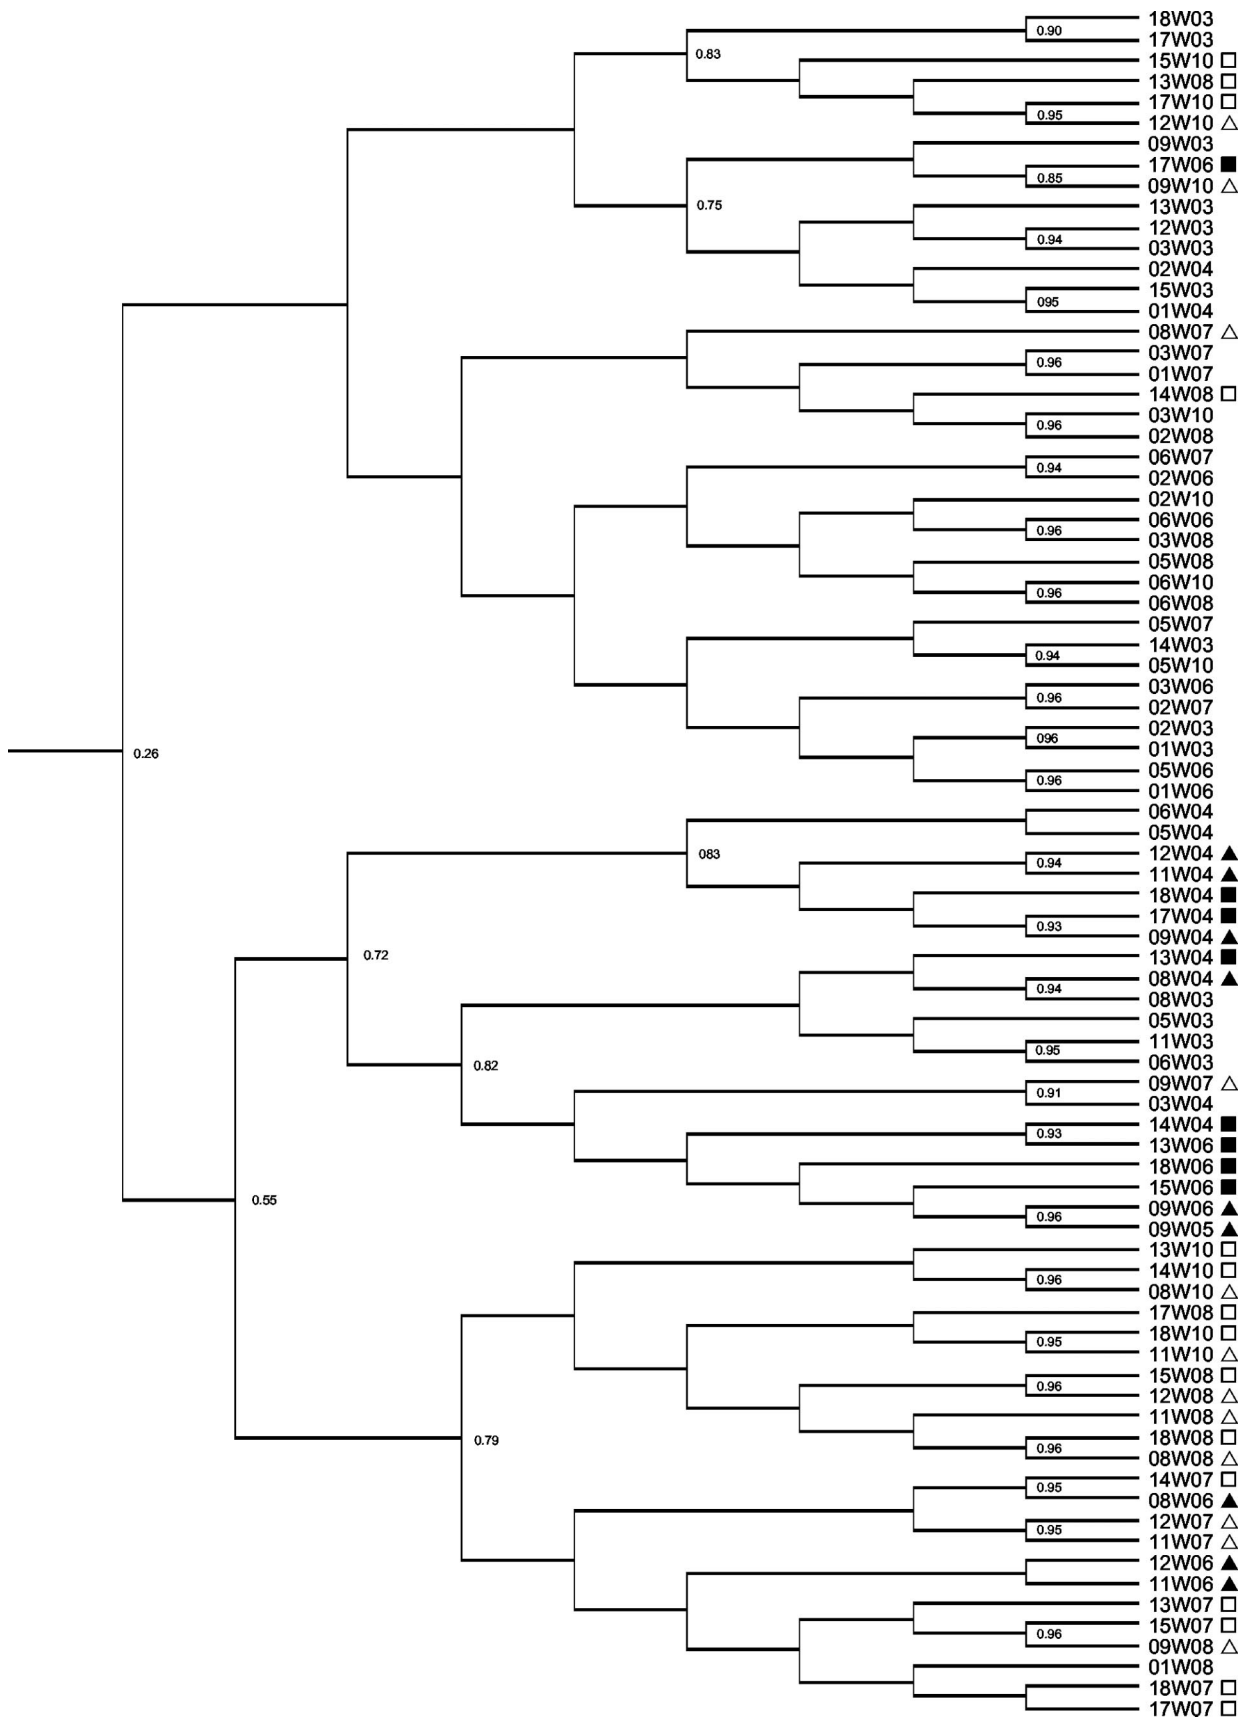 18W03
0.90
17W03
0.83
15W10 □
13W08 □
17W10 □
0.95
12W10 △
09W03
17W06 ■
0.85
09W10 △
0.75
13W03
12W03
0.94
03W03
02W04
15W03
095
01W04
08W07 △
03W07
0.96
01W07
14W08 □
03W10
0.96
02W08
06W07
0.94
02W06
02W10
06W06
0.96
03W08
05W08
06W10
0.96
06W08
05W07
14W03
0.94
05W10
03W06
0.96
02W07
02W03
096
01W03
0.26
05W06
0.96
01W06
06W04
05W04
12W04 ▲
083
0.94
11W04 ▲
18W04 ■
17W04 ■
0.93
09W04 ▲
0.72
13W04 ■
08W04 ▲
0.94
08W03
05W03
11W03
0.95
06W03
0.82
09W07 △
0.91
03W04
14W04 ■
0.93
13W06 ■
18W06 ■
15W06 ■
0.55
09W06 ▲
0.96
09W05 ▲
13W10 □
14W10 □
0.96
08W10 △
17W08 □
18W10 □
0.95
11W10 △
15W08 □
0.96
12W08 △
11W08 △
18W08 □
0.79
0.96
08W08 △
14W07 □
0.95
08W06 ▲
12W07 △
0.95
11W07 △
12W06 ▲
11W06 ▲
13W07 □
15W07 □
0.96
09W08 △
01W08
18W07 □
17W07 □